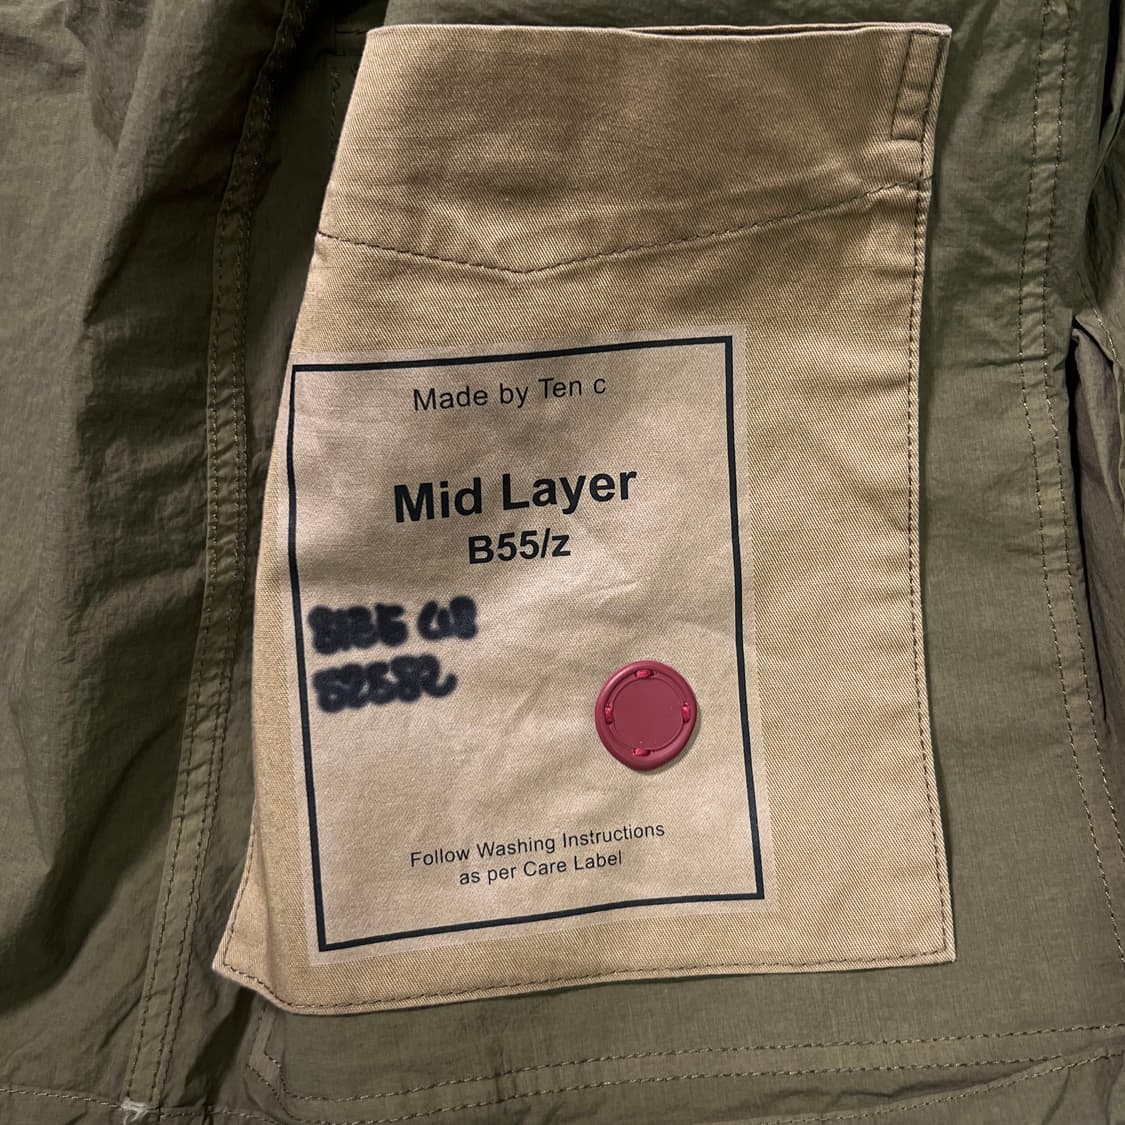 Made by Ten c
Mid Layer
B55/z
Follow Washing Instructions
as per Care Label